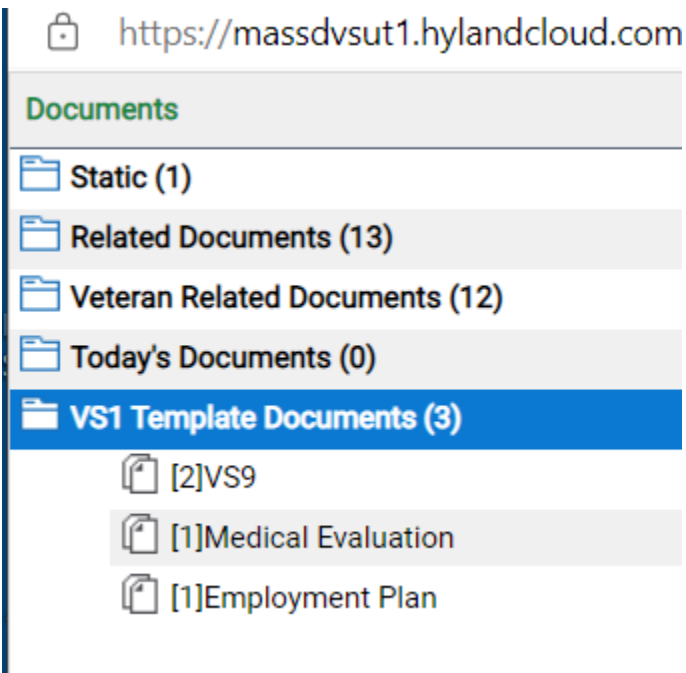 https://massdvsut1.hylandcloud.com
Documents
Static (1)
Related Documents (13)
Veteran Related Documents (12)
Today's Documents (0)
VS1 Template Documents (3)
[2]VS9
[1]Medical Evaluation
[1]Employment Plan